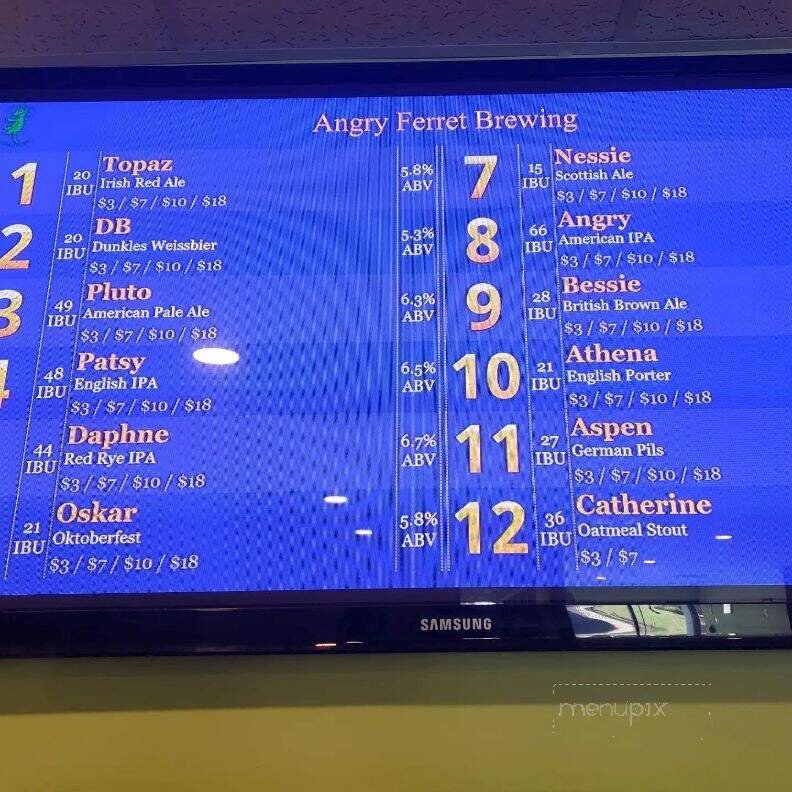 Angry Ferret Brewing
1
20 IBU
Topaz
Irish Red Ale
$3 / $7 / $10 / $18
5.8% ABV
2
20 IBU
DB
Dunkles Weissbier
$3 / $7 / $10 / $18
5.3% ABV
3
49 IBU
Pluto
American Pale Ale
$3 / $7 / $10 / $18
6.3% ABV
48 IBU
Patsy
English IPA
$3 / $7 / $10 / $18
6.5% ABV
44 IBU
Daphne
Red Rye IPA
$3 / $7 / $10 / $18
6.7% ABV
21 IBU
Oskar
Oktoberfest
$3 / $7 / $10 / $18
5.8% ABV
7
15 IBU
Nessie
Scottish Ale
$3 / $7 / $10 / $18
8
66 IBU
Angry
American IPA
$3 / $7 / $10 / $18
9
28 IBU
Bessie
British Brown Ale
$3 / $7 / $10 / $18
10
21 IBU
Athena
English Porter
$3 / $7 / $10 / $18
11
27 IBU
Aspen
German Pils
$3 / $7 / $10 / $18
12
36 IBU
Catherine
Oatmeal Stout
$3 / $7
SAMSUNG
menupix